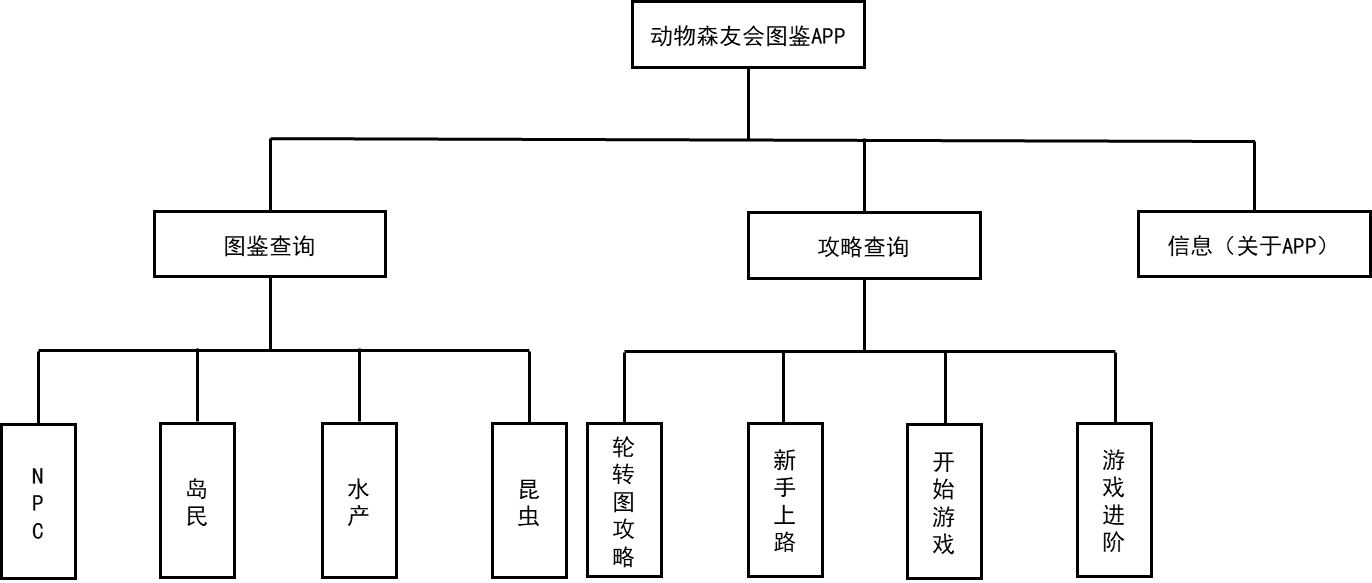 动物森友会图鉴APP
图鉴查询
攻略查询
信息（关于APP）
NPC
岛民
水产
昆虫
轮转图攻略
新手上路
开始游戏
游戏进阶